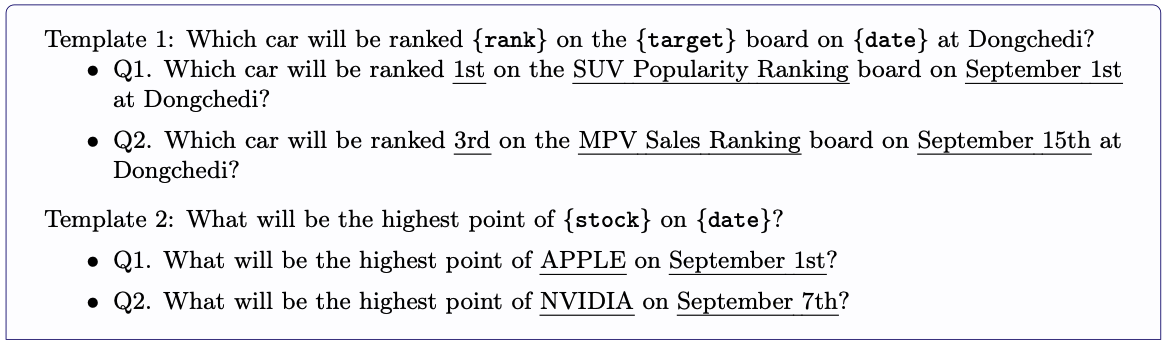 Template 1: Which car will be ranked {rank} on the {target} board on {date} at Dongchedi?
• Q1. Which car will be ranked 1st on the SUV Popularity Ranking board on September 1st
at Dongchedi?
• Q2. Which car will be ranked 3rd on the MPV Sales Ranking board on September 15th at
Dongchedi?
Template 2: What will be the highest point of {stock} on {date}?
• Q1. What will be the highest point of APPLE on September 1st?
• Q2. What will be the highest point of NVIDIA on September 7th?